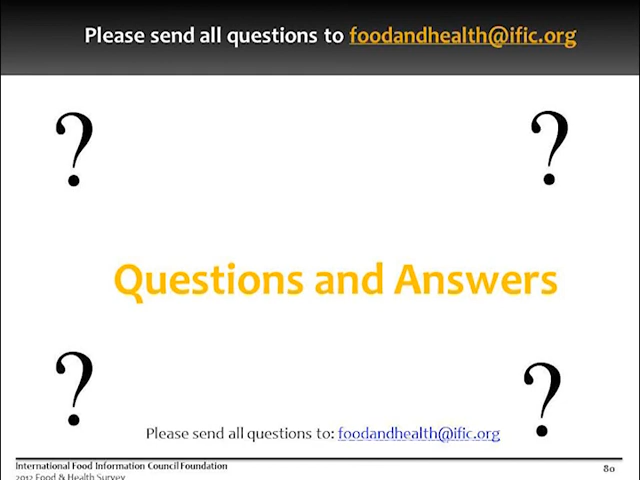 Please send all questions to foodandhealth@ific.org
? ?
Questions and Answers
? ?
Please send all questions to: foodandhealth@ific.org
International Food Information Council Foundation 80
2012 Food & Health Survey